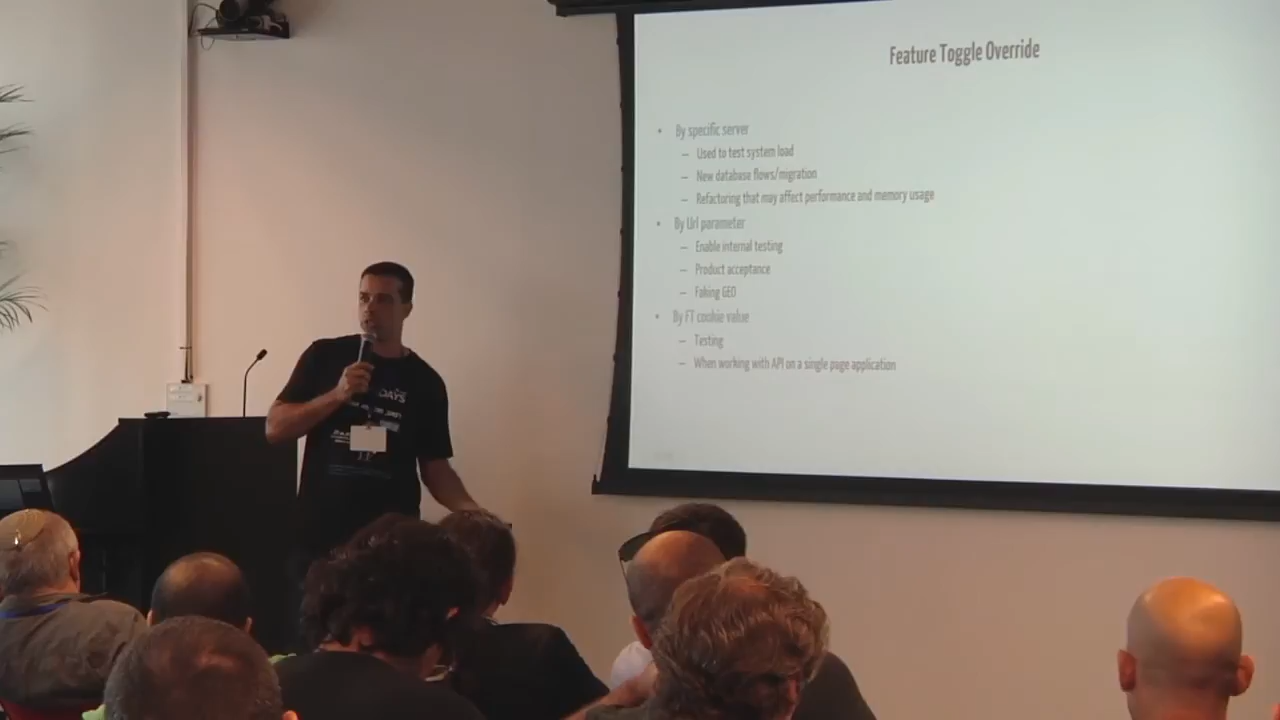 Feature Toggle Override
• By specific server
– Used to test system load
– New database flows/migration
– Refactoring that may affect performance and memory usage
• By Url parameter
– Enable internal testing
– Product acceptance
– Faking GEO
• By FT cookie value
– Testing
– When working with API on a single page application
DAYS